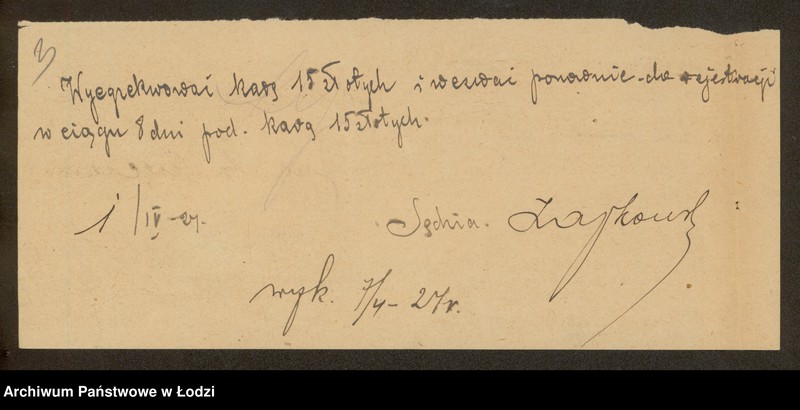 3
Wyegzekwować karę 15 złotych i wezwać ponownie do rejestracji
w ciągu 8 dni pod. karą 15 złotych.
1/IV-27. Sędzia. Zajkowski
wyk. 7/4-27r.
Archiwum Państwowe w Łodzi